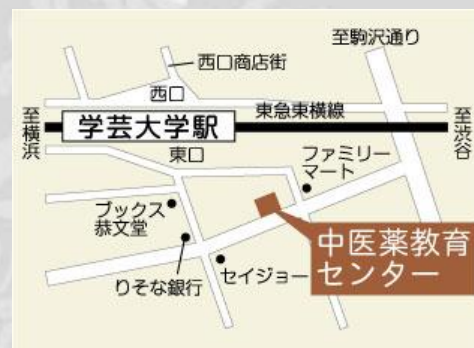 至駒沢通り
西口商店街
西口
東急東横線
至横浜
学芸大学駅
至渋谷
東口
ファミリー
マート
ブックス
恭文堂
中医薬教育
センター
りそな銀行
セイジョー